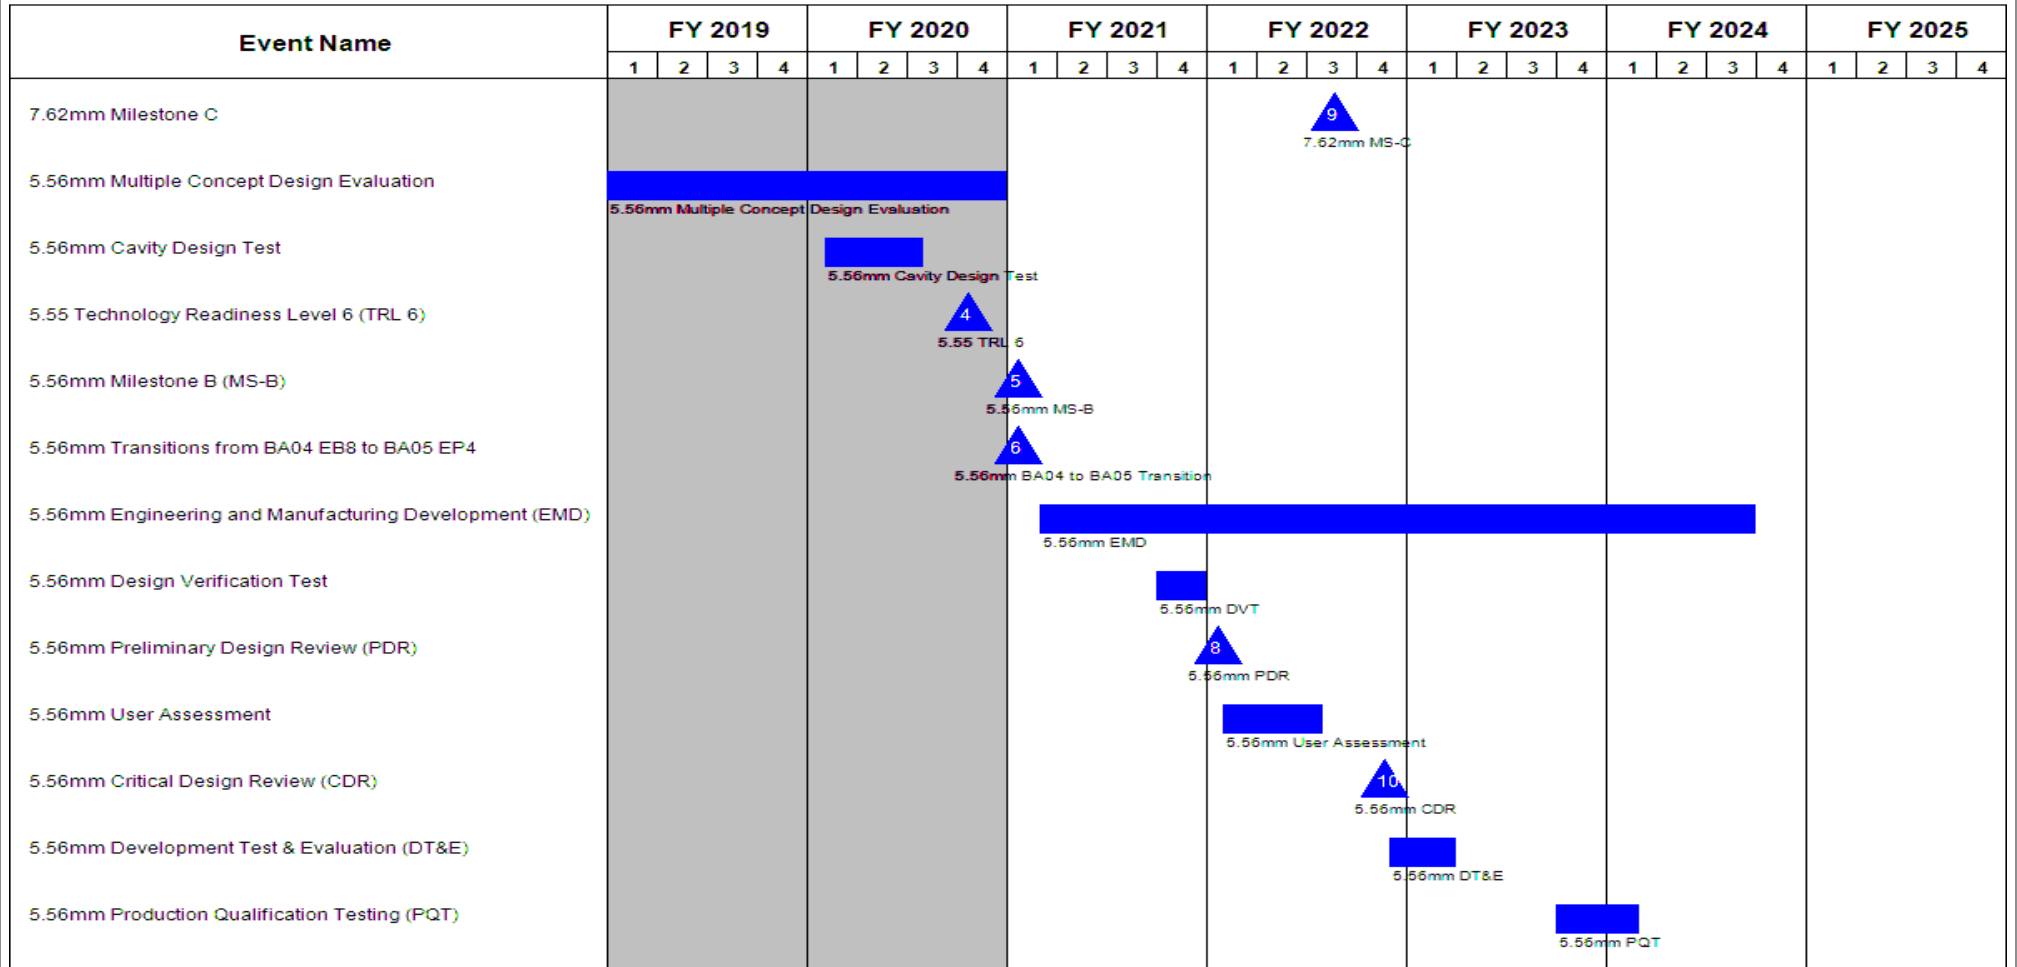 Event Name
FY 2019 FY 2020 FY 2021 FY 2022 FY 2023 FY 2024 FY 2025
1 2 3 4 1 2 3 4 1 2 3 4 1 2 3 4 1 2 3 4 1 2 3 4 1 2 3 4
7.62mm Milestone C
9
7.62mm MS-C
5.56mm Multiple Concept Design Evaluation
5.56mm Multiple Concept Design Evaluation
5.56mm Cavity Design Test
5.56mm Cavity Design Test
5.55 Technology Readiness Level 6 (TRL 6)
4
5.55 TRL 6
5.56mm Milestone B (MS-B)
5
5.56mm MS-B
5.56mm Transitions from BA04 EB8 to BA05 EP4
6
5.56mm BA04 to BA05 Transition
5.56mm Engineering and Manufacturing Development (EMD)
5.56mm EMD
5.56mm Design Verification Test
5.56mm DVT
5.56mm Preliminary Design Review (PDR)
8
5.56mm PDR
5.56mm User Assessment
5.56mm User Assessment
5.56mm Critical Design Review (CDR)
10
5.56mm CDR
5.56mm Development Test & Evaluation (DT&E)
5.56mm DT&E
5.56mm Production Qualification Testing (PQT)
5.56mm PQT